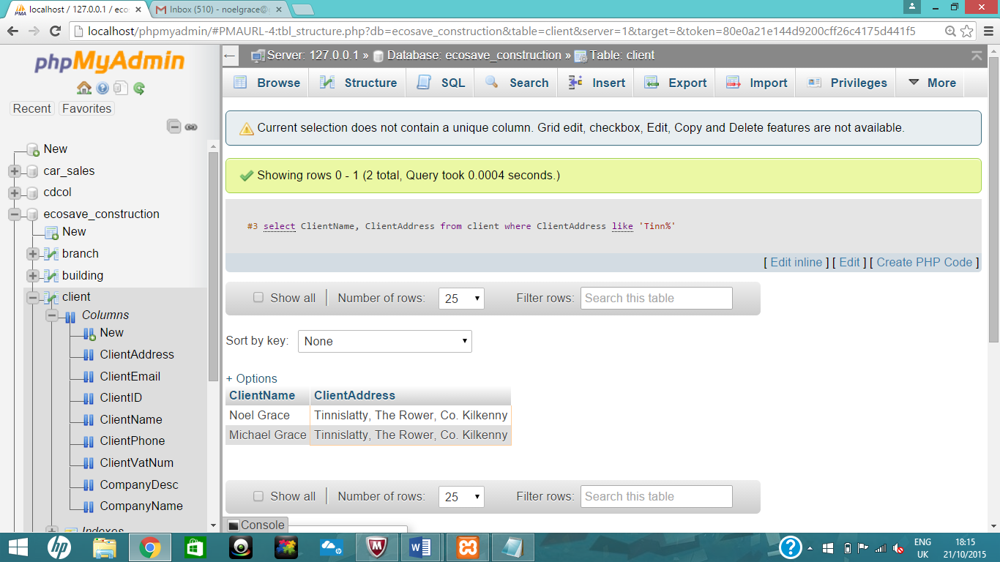 localhost / 127.0.0.1 / eco
Inbox (510) - noelgrace@
localhost/phpmyadmin/#PMAURL-4:tbl_structure.php?db=ecosave_construction&table=client&server=1&target=&token=80e0a21e144d9200cff26c4175d441f5
phpMyAdmin
Recent Favorites
New
car_sales
cdcol
ecosave_construction
New
branch
building
client
Columns
New
ClientAddress
ClientEmail
ClientID
ClientName
ClientPhone
ClientVatNum
CompanyDesc
CompanyName
Indexes
Server: 127.0.0.1 » Database: ecosave_construction » Table: client
Browse Structure SQL Search Insert Export Import Privileges More
Current selection does not contain a unique column. Grid edit, checkbox, Edit, Copy and Delete features are not available.
Showing rows 0 - 1 (2 total, Query took 0.0004 seconds.)
#3 select ClientName, ClientAddress from client where ClientAddress like 'Tinn%'
[ Edit inline ] [ Edit ] [ Create PHP Code ]
Show all Number of rows: 25 Filter rows: Search this table
Sort by key: None
+ Options
ClientName ClientAddress
Noel Grace Tinnislatty, The Rower, Co. Kilkenny
Michael Grace Tinnislatty, The Rower, Co. Kilkenny
Show all Number of rows: 25 Filter rows: Search this table
Console
ENG 18:15
UK 21/10/2015